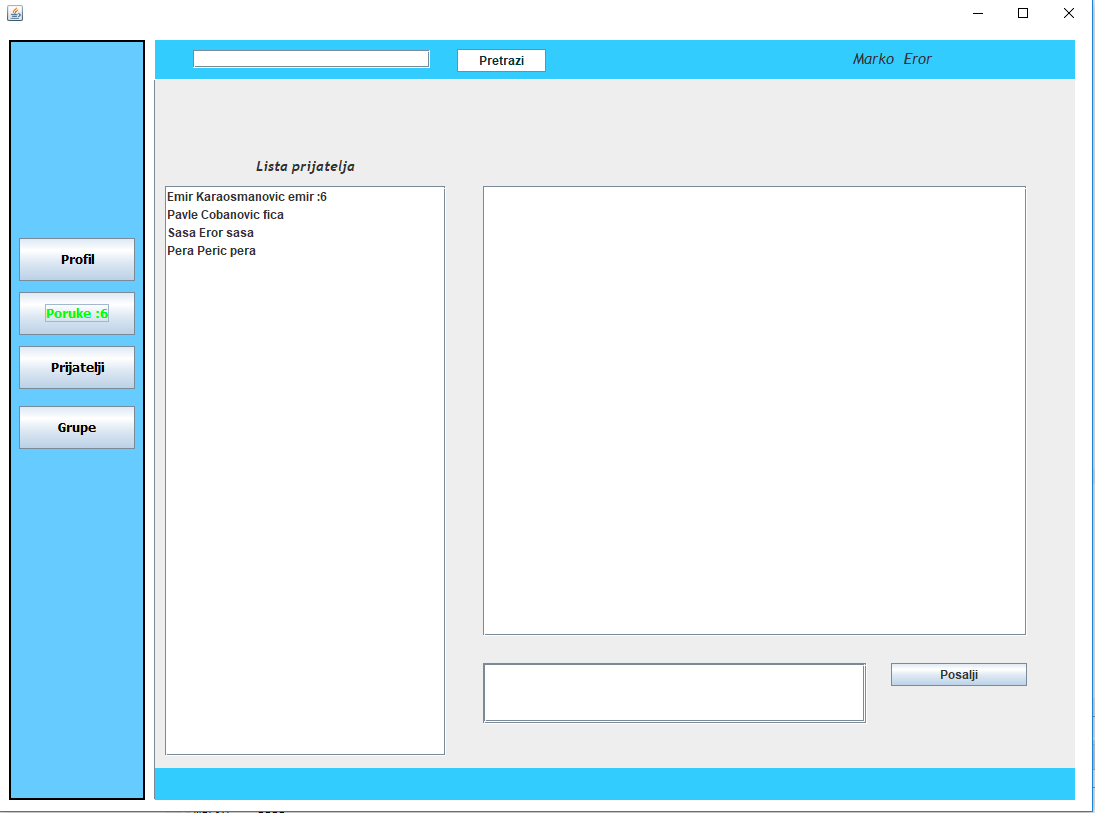 Pretrazi
Marko Eror
Profil
Poruke :6
Prijatelji
Grupe
Lista prijatelja
Emir Karaosmanovic emir :6
Pavle Cobanovic fica
Sasa Eror sasa
Pera Peric pera
Posalji